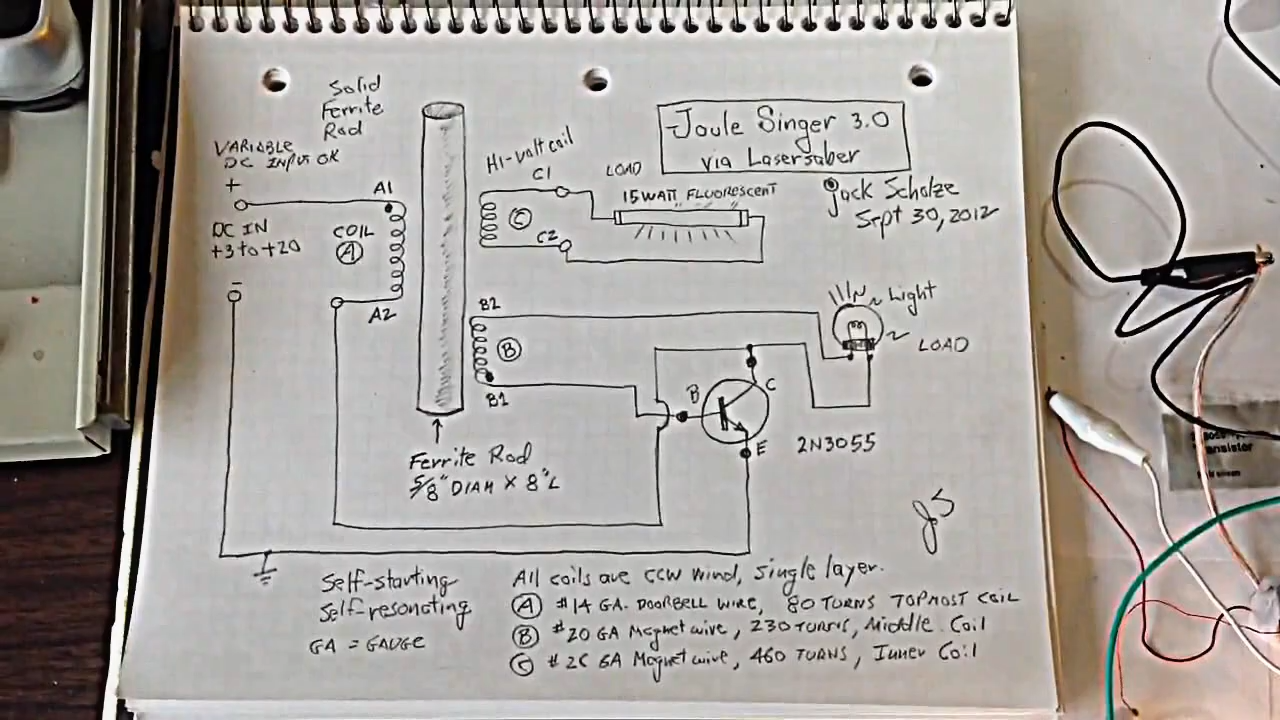 Solid
Ferrite
Rod
VARIABLE
DC INPUT OK
+
DC IN
+3 to +20
-
A1
COIL
A
A2
Hi-volt coil
C1
C
C2
LOAD
15 WATT FLUORESCENT
Joule Singer 3.0
via Lasersaber
Jack Scholze
Sept 30, 2012
B2
B
B1
Light
LOAD
B
C
E
2N3055
Ferrite Rod
5/8" DIAM X 8" L
JS
Self-starting
Self-resonating
GA = GAUGE
All coils are CCW wind, single layer.
A #14 GA. DOORBELL WIRE, 80 TURNS TOPMOST COIL
B #20 GA Magnet wire, 230 TURNS, Middle Coil
C #26 GA Magnet wire, 460 TURNS, Inner Coil